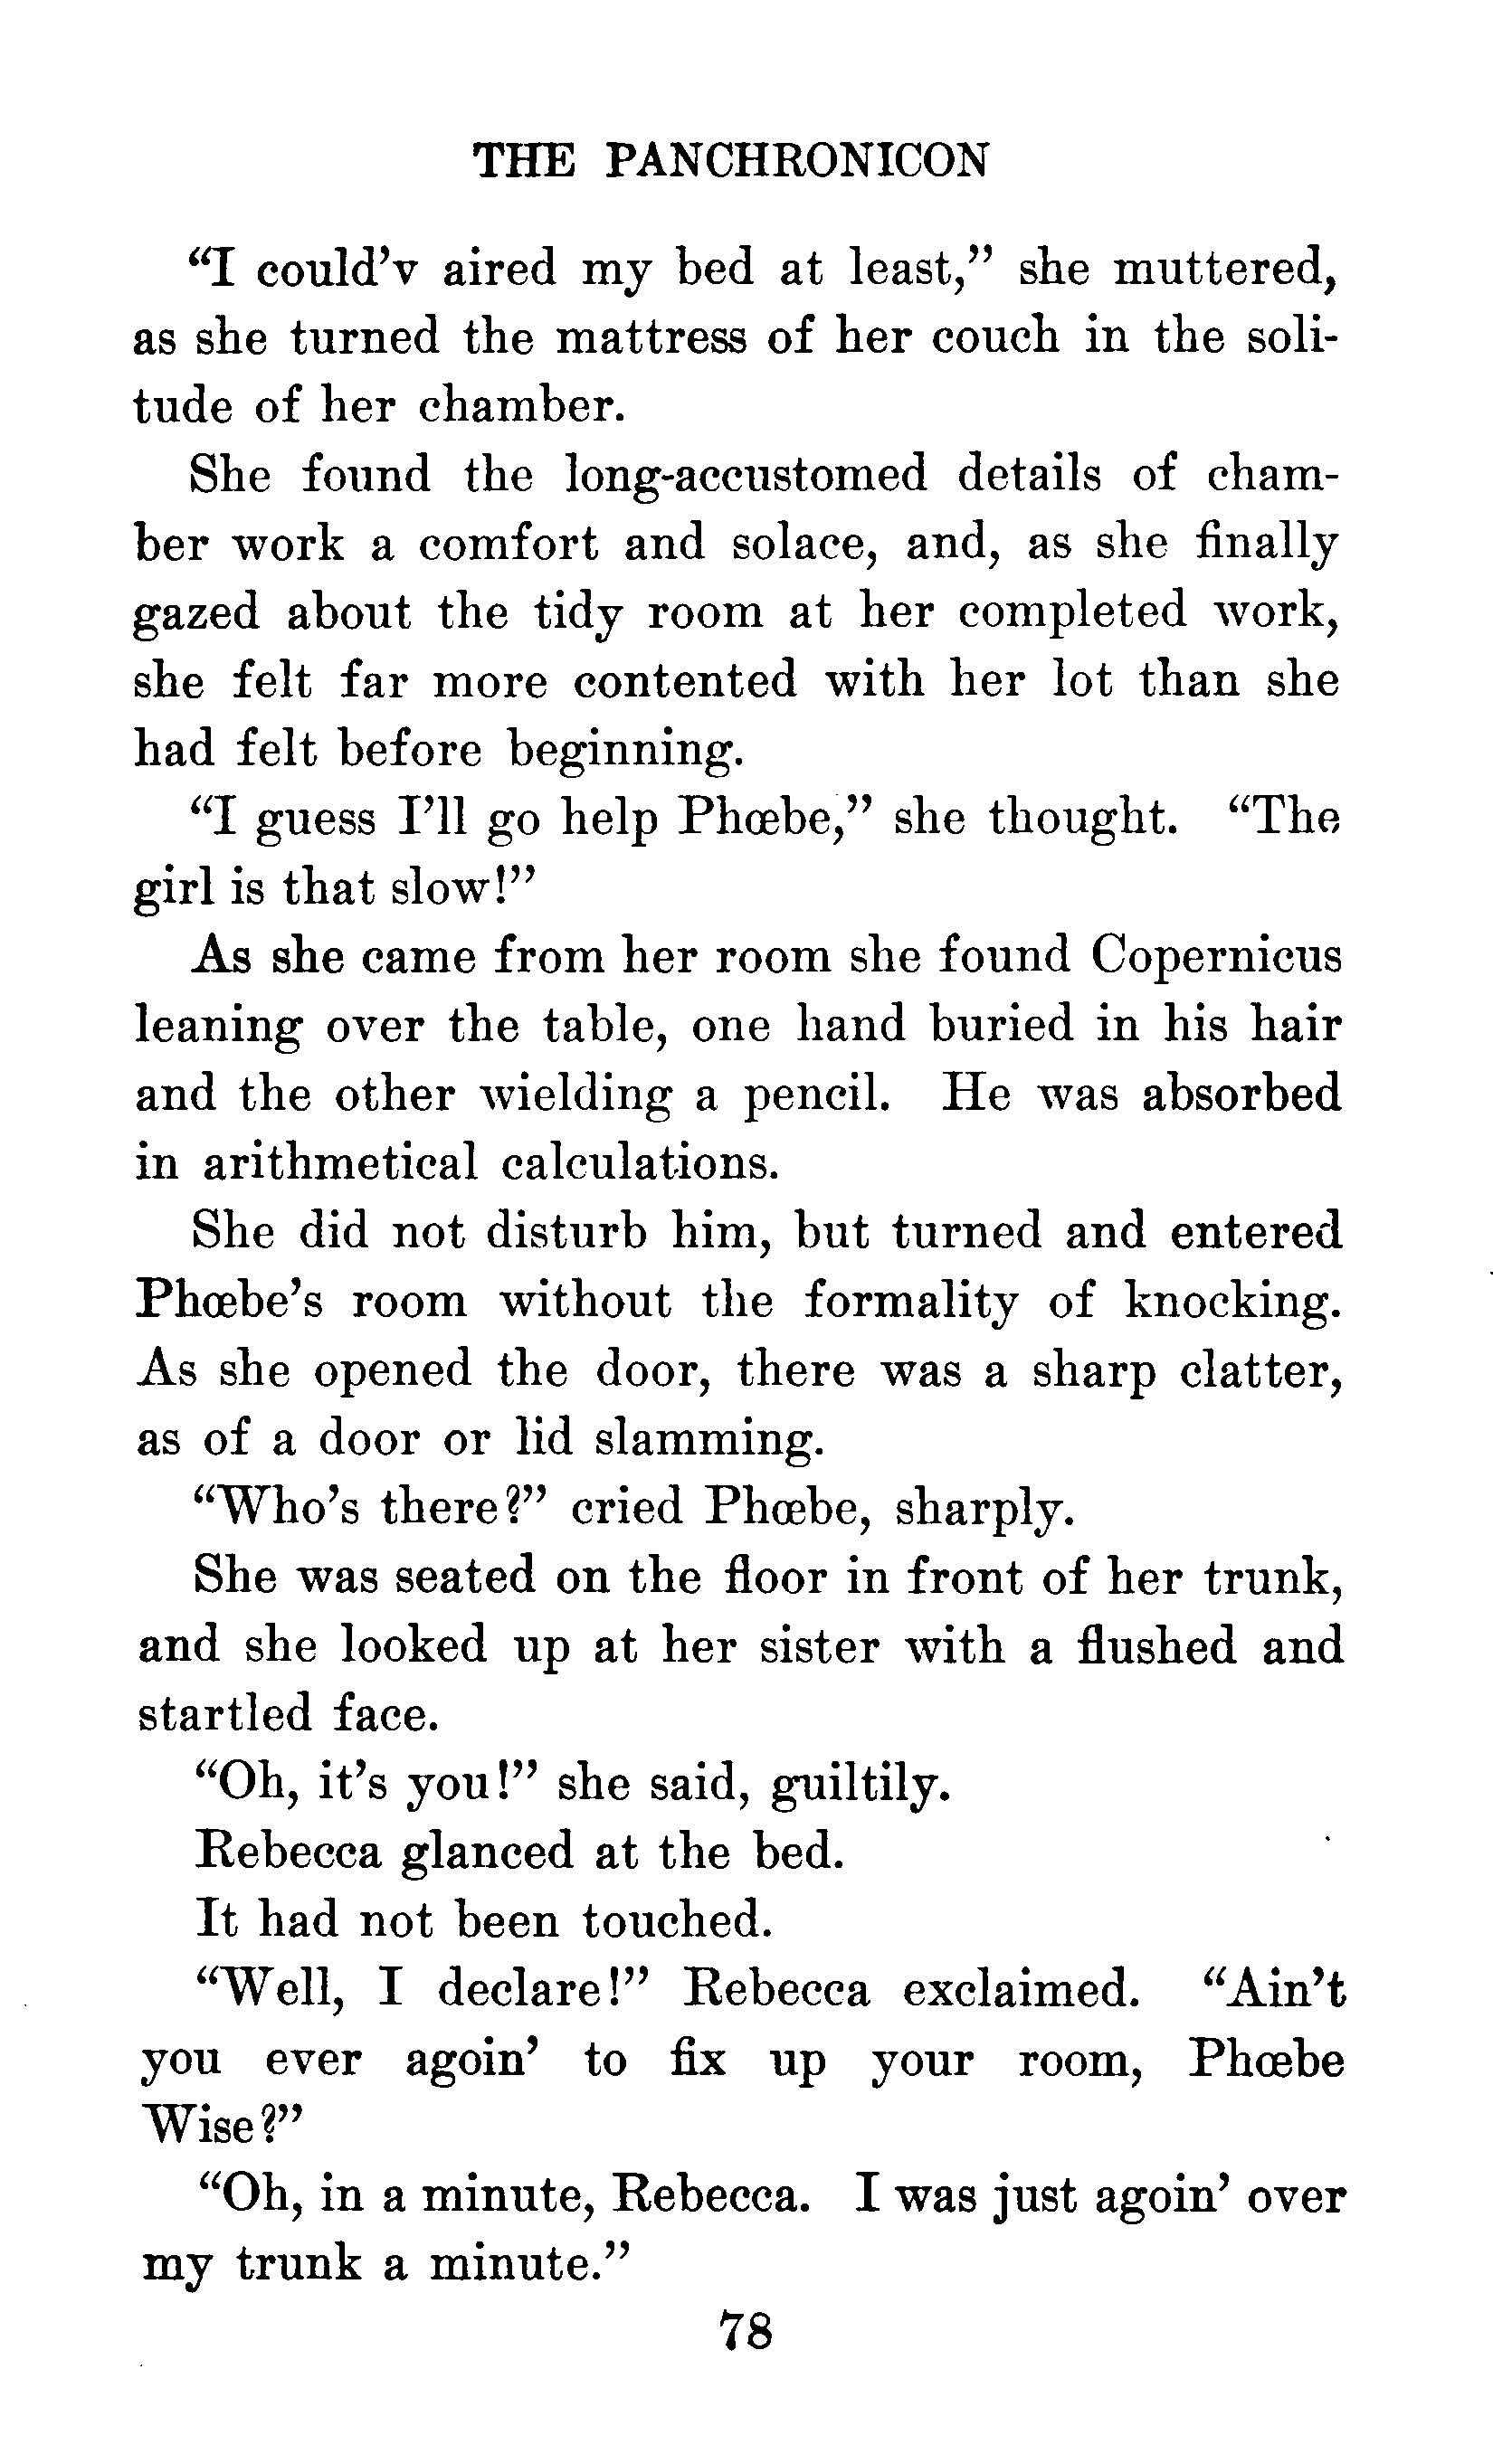 THE PANCHRONICON
“I could’v aired my bed at least,” she muttered,
as she turned the mattress of her couch in the soli-
tude of her chamber.
She found the long-accustomed details of cham-
ber work a comfort and solace, and, as she finally
gazed about the tidy room at her completed work,
she felt far more contented with her lot than she
had felt before beginning.
“I guess I’ll go help Phœbe,” she thought. “The
girl is that slow!”
As she came from her room she found Copernicus
leaning over the table, one hand buried in his hair
and the other wielding a pencil. He was absorbed
in arithmetical calculations.
She did not disturb him, but turned and entered
Phœbe’s room without the formality of knocking.
As she opened the door, there was a sharp clatter,
as of a door or lid slamming.
“Who’s there?” cried Phœbe, sharply.
She was seated on the floor in front of her trunk,
and she looked up at her sister with a flushed and
startled face.
“Oh, it’s you!” she said, guiltily.
Rebecca glanced at the bed.
It had not been touched.
“Well, I declare!” Rebecca exclaimed. “Ain’t
you ever agoin’ to fix up your room, Phœbe
Wise?”
“Oh, in a minute, Rebecca. I was just agoin’ over
my trunk a minute.”
78